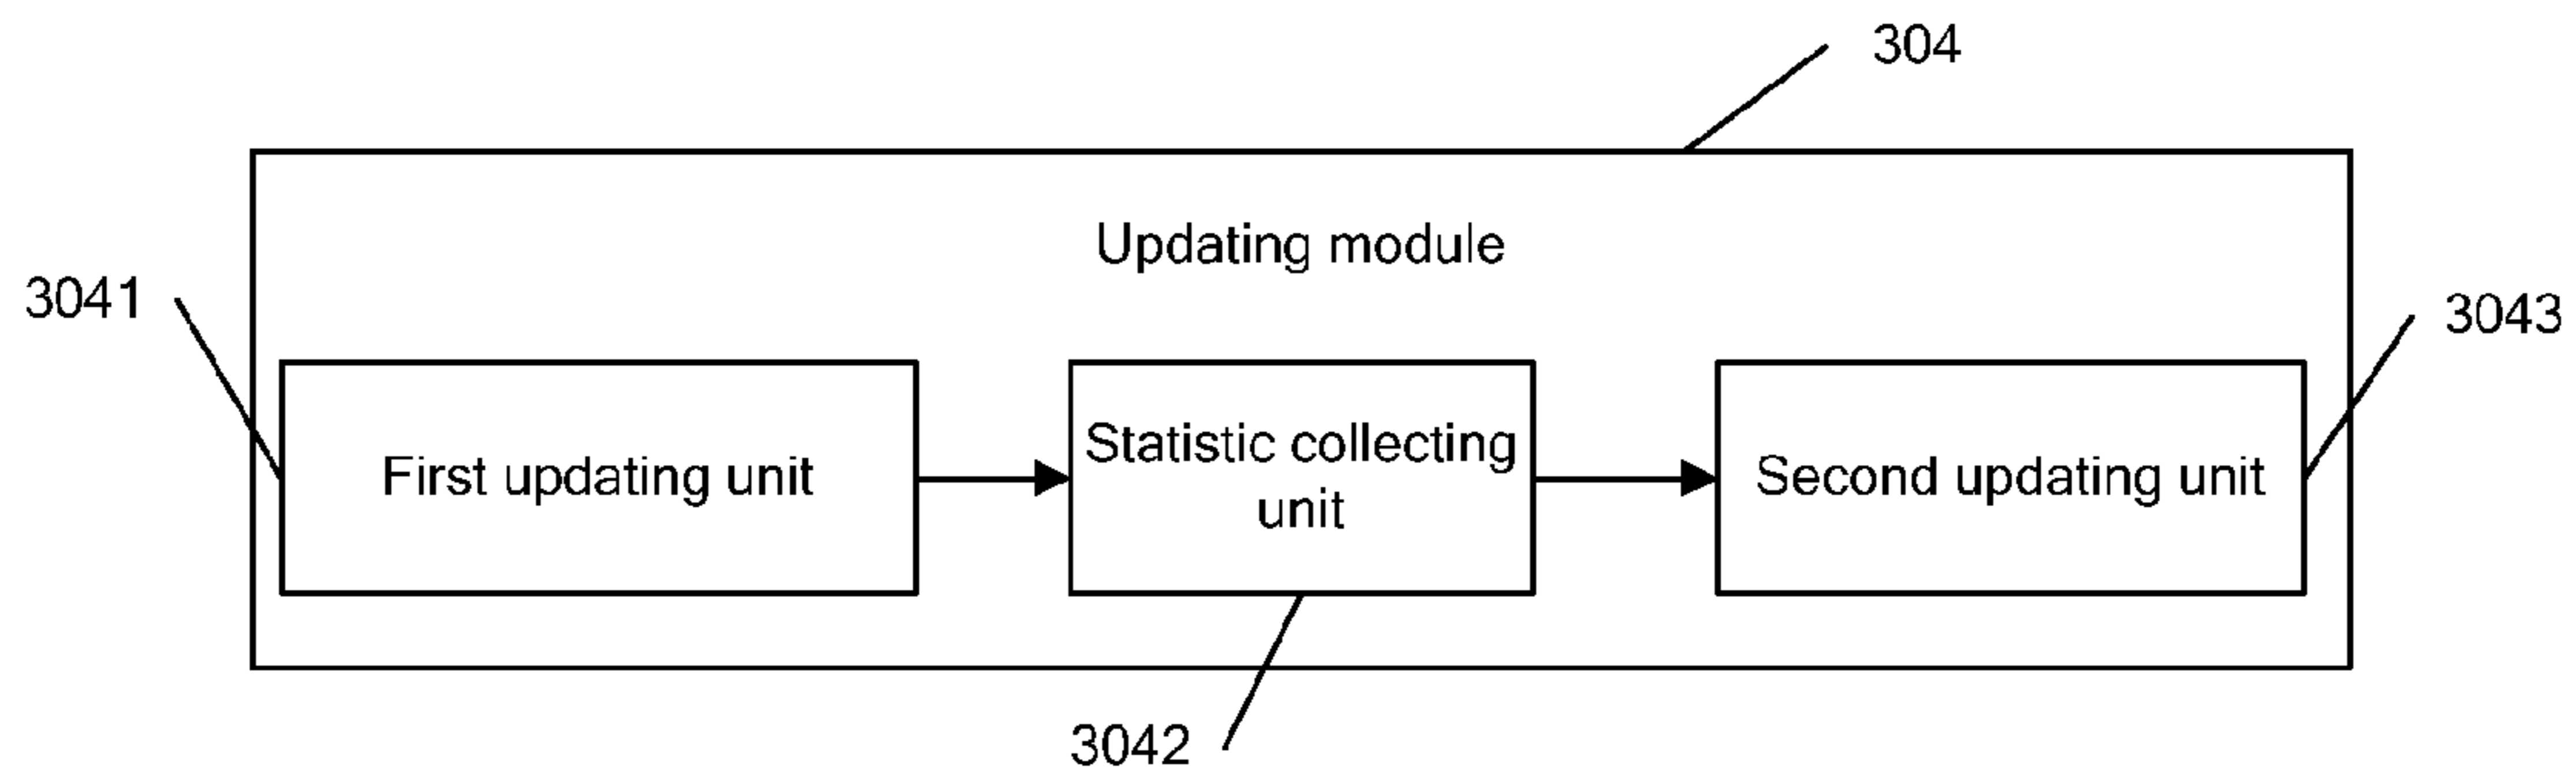 304
Updating module
3041
3043
First updating unit
Statistic collecting
unit
Second updating unit
3042